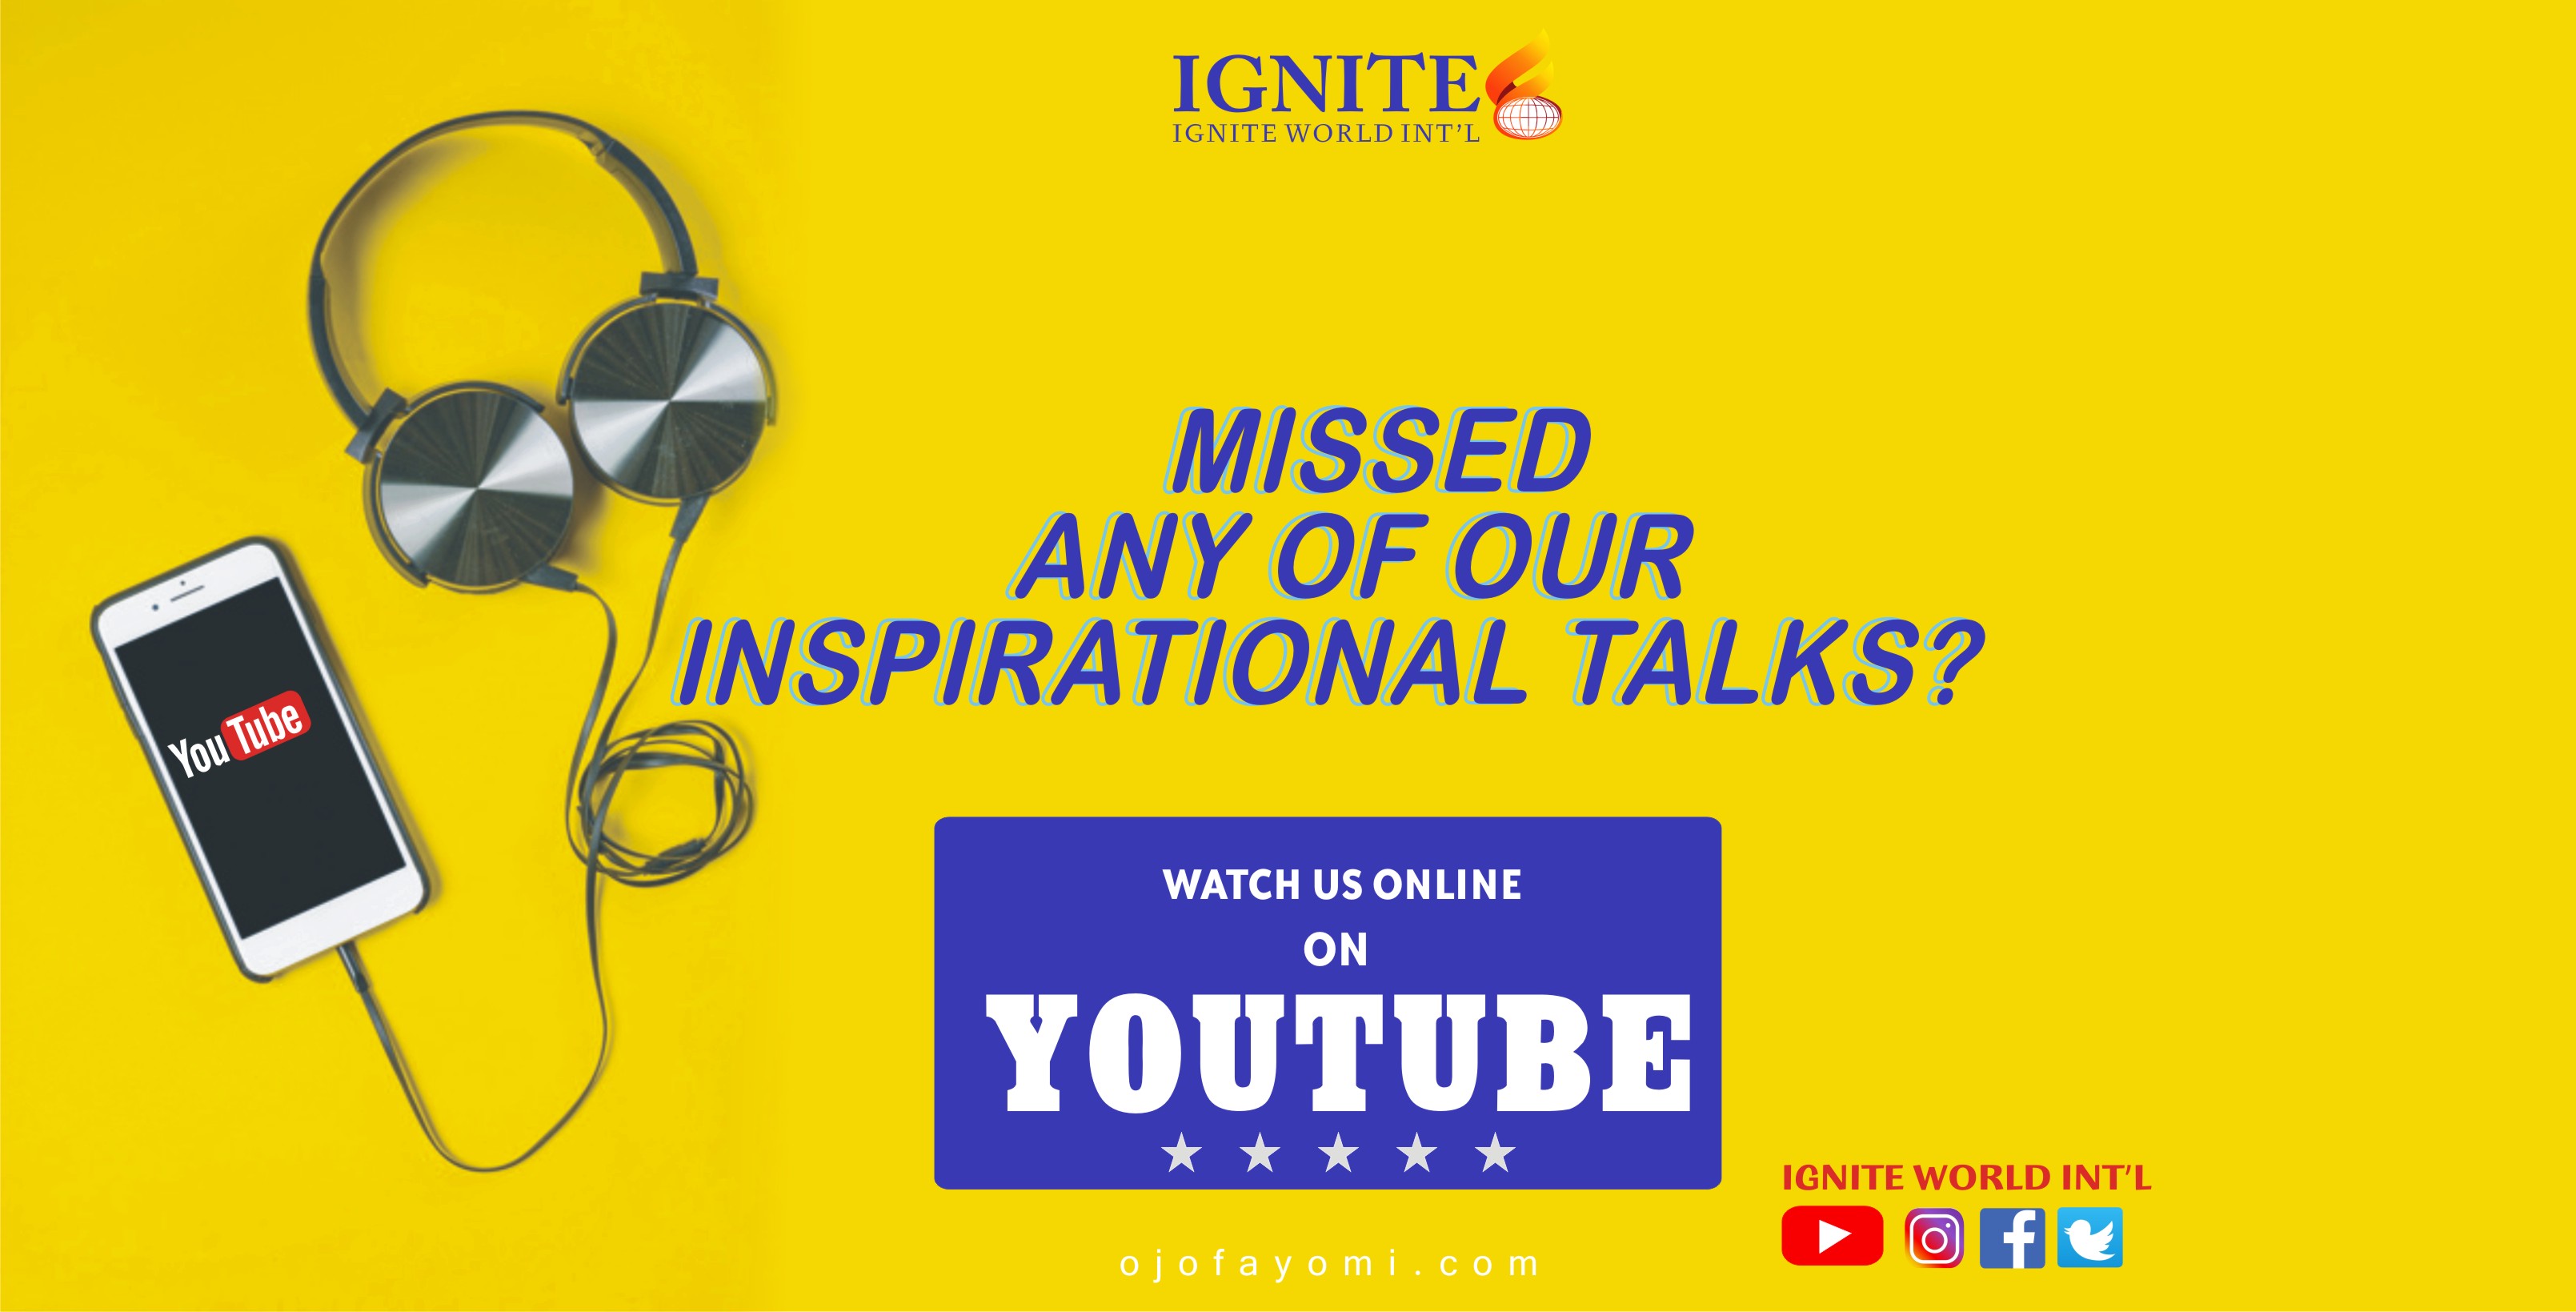 IGNITE
IGNITE WORLD INT'L
MISSED
ANY OF OUR
INSPIRATIONAL TALKS?
YouTube
WATCH US ONLINE
ON
YOUTUBE
IGNITE WORLD INT'L
ojofayomi.com